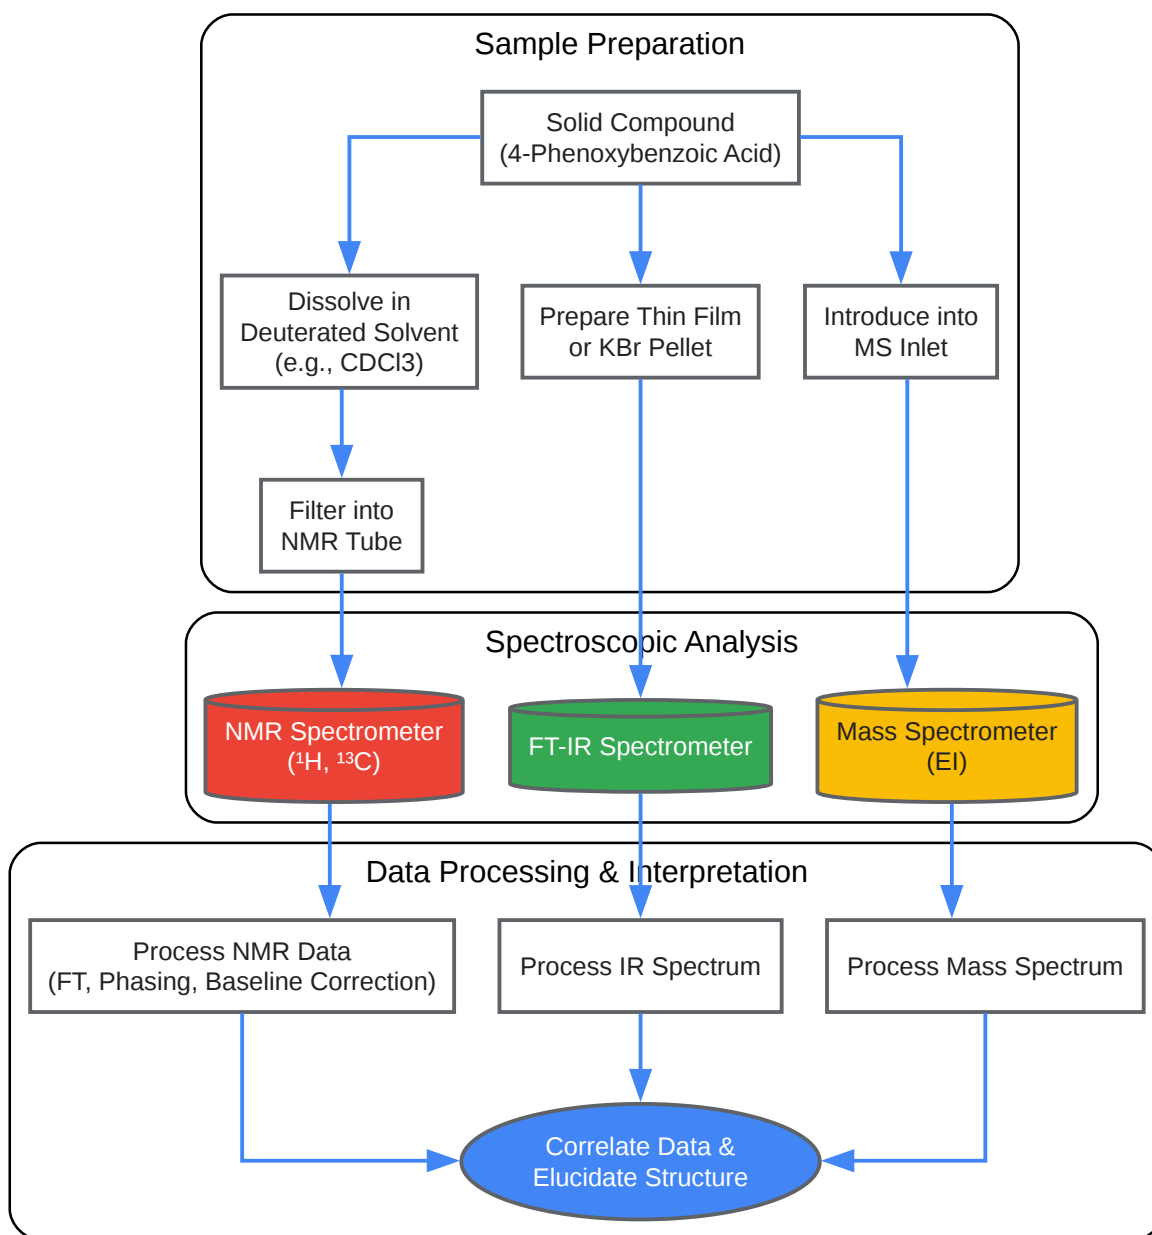 Sample Preparation
Solid Compound
(4-Phenoxybenzoic Acid)
Dissolve in
Deuterated Solvent
(e.g., CDCl3)
Prepare Thin Film
or KBr Pellet
Introduce into
MS Inlet
Filter into
NMR Tube
Spectroscopic Analysis
NMR Spectrometer
(¹H, ¹³C)
FT-IR Spectrometer
Mass Spectrometer
(EI)
Data Processing & Interpretation
Process NMR Data
(FT, Phasing, Baseline Correction)
Process IR Spectrum
Process Mass Spectrum
Correlate Data &
Elucidate Structure